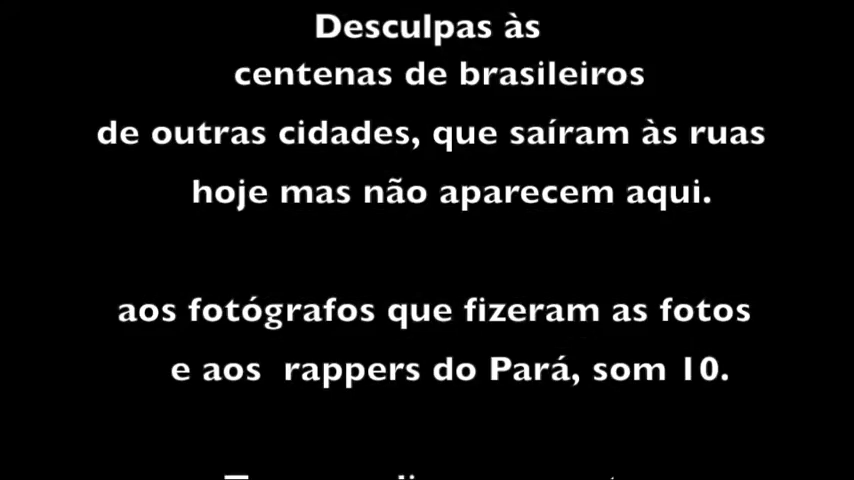 Desculpas às
centenas de brasileiros
de outras cidades, que saíram às ruas
hoje mas não aparecem aqui.
aos fotógrafos que fizeram as fotos
e aos rappers do Pará, som 10.